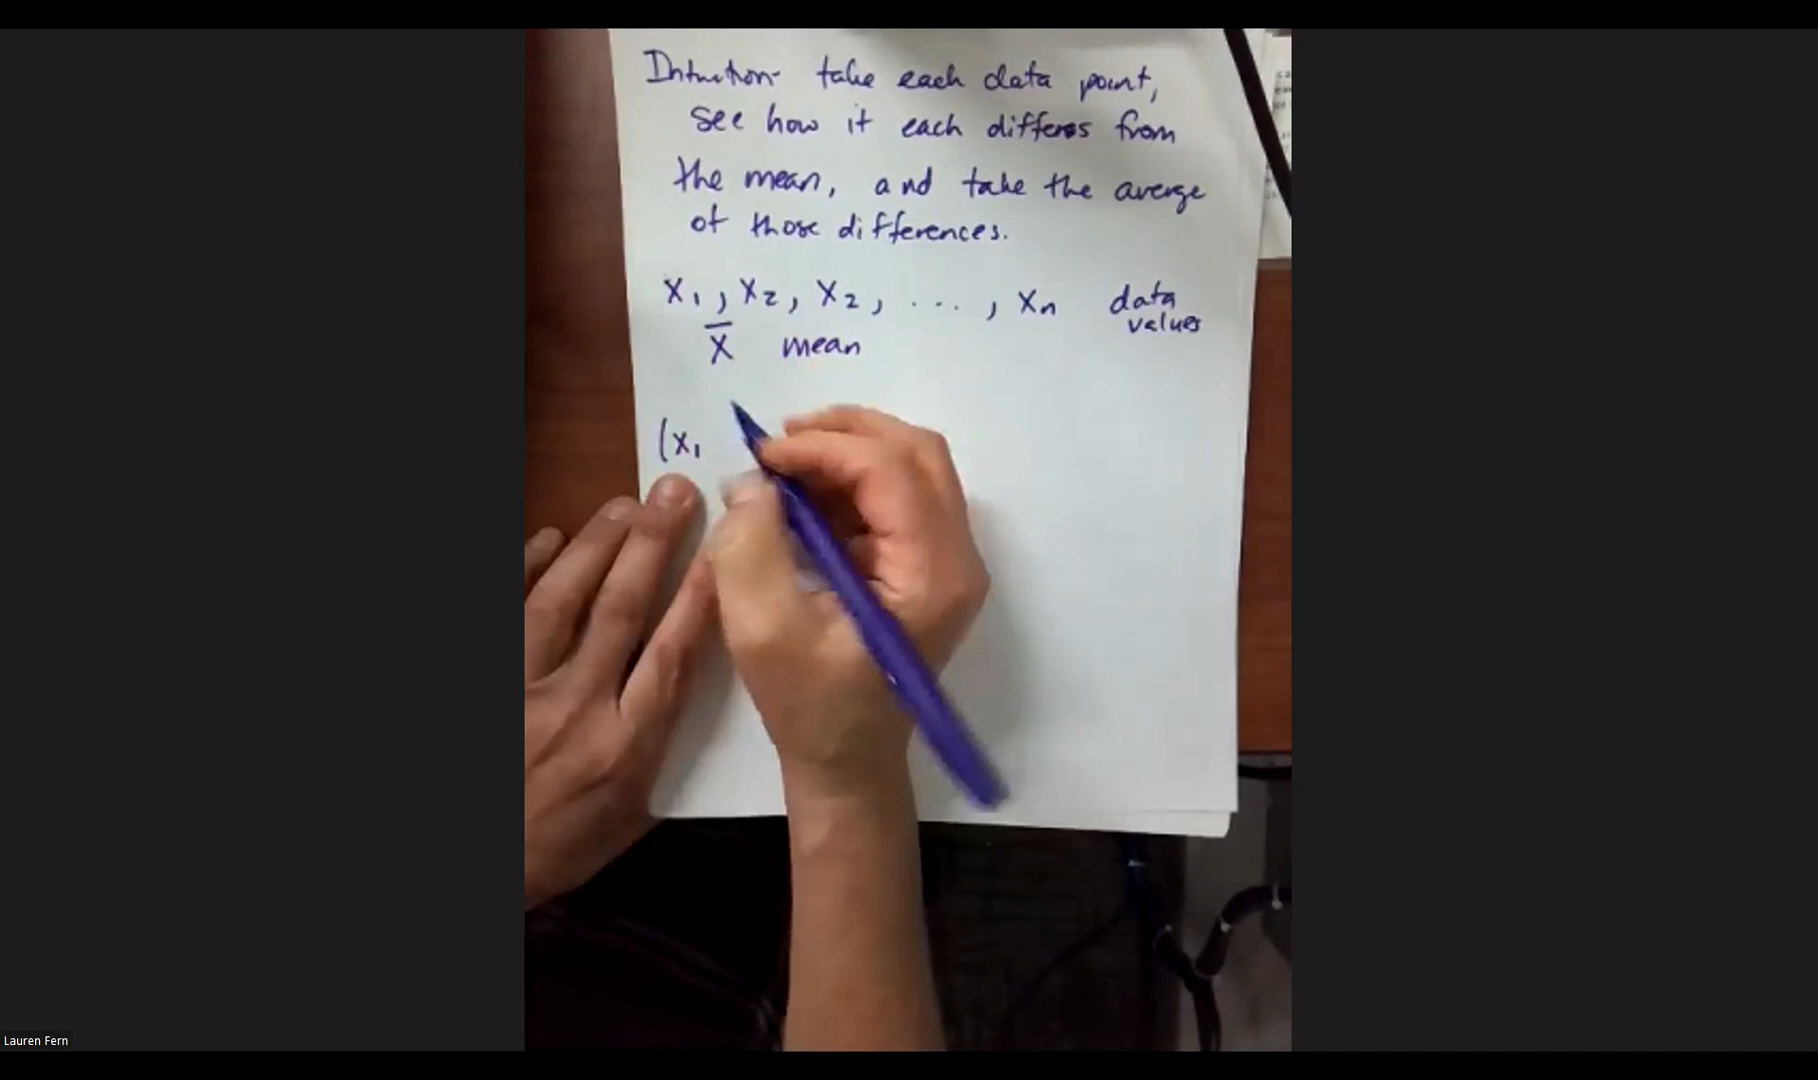 Intuition- take each data point,
see how it each differs from
the mean, and take the averge
of those differences.
x₁, x₂, x₂, ..., xₙ data values
x̄ mean
(x₁
Lauren Fern